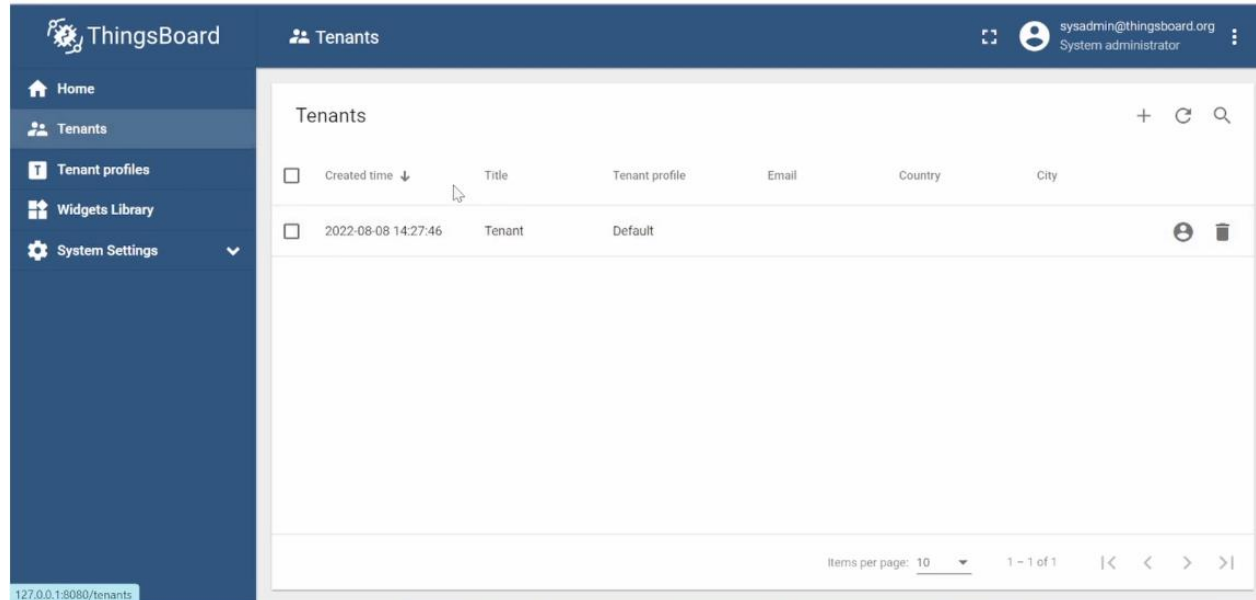 ThingsBoard
Tenants
sysadmin@thingsboard.org
System administrator
Home
Tenants
Tenant profiles
Widgets Library
System Settings
Tenants
Created time Title Tenant profile Email Country City
2022-08-08 14:27:46 Tenant Default
Items per page: 10 1 – 1 of 1
127.0.0.1:8080/tenants